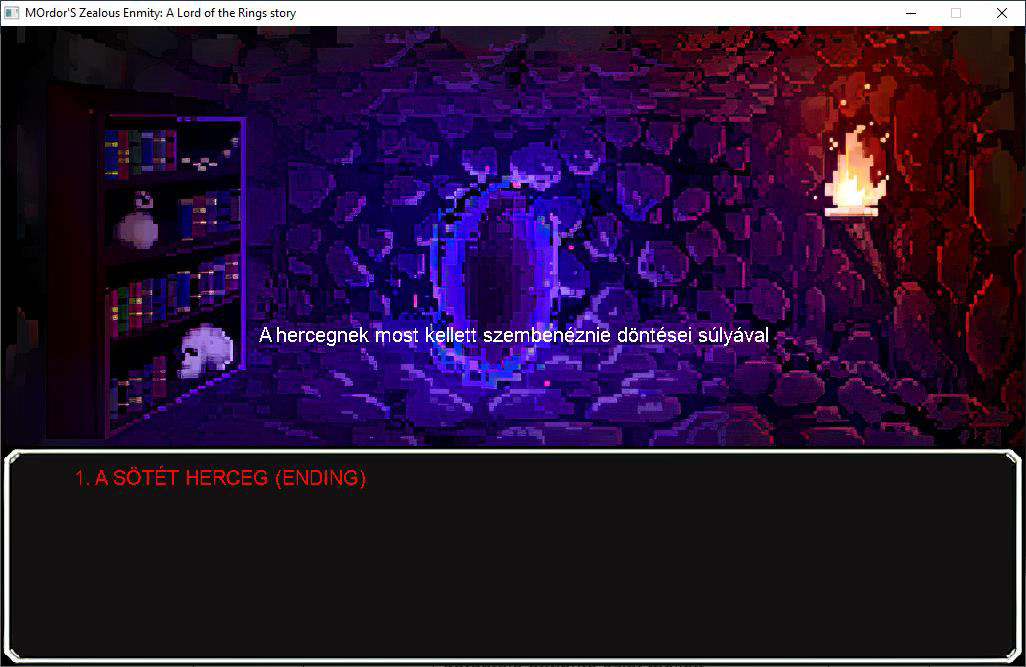 MOrdor'S Zealous Enmity: A Lord of the Rings story
A hercegnek most kellett szembenéznie döntései súlyával
1. A SÖTÉT HERCEG (ENDING)